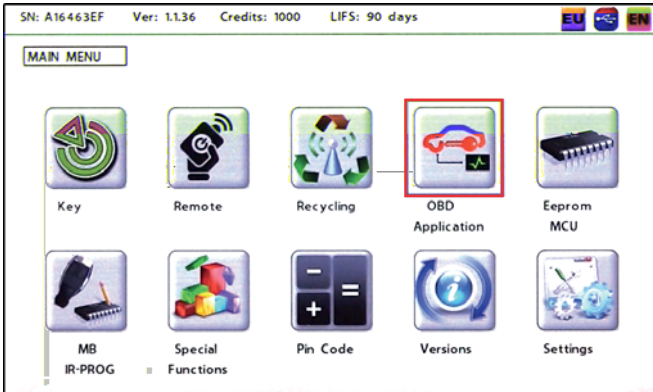 SN: A16463EF Ver: 1.1.36 Credits: 1000 LIFS: 90 days EU EN
MAIN MENU
Key Remote Recycling OBD Application Eeprom MCU
MB IR-PROG Special Functions Pin Code Versions Settings